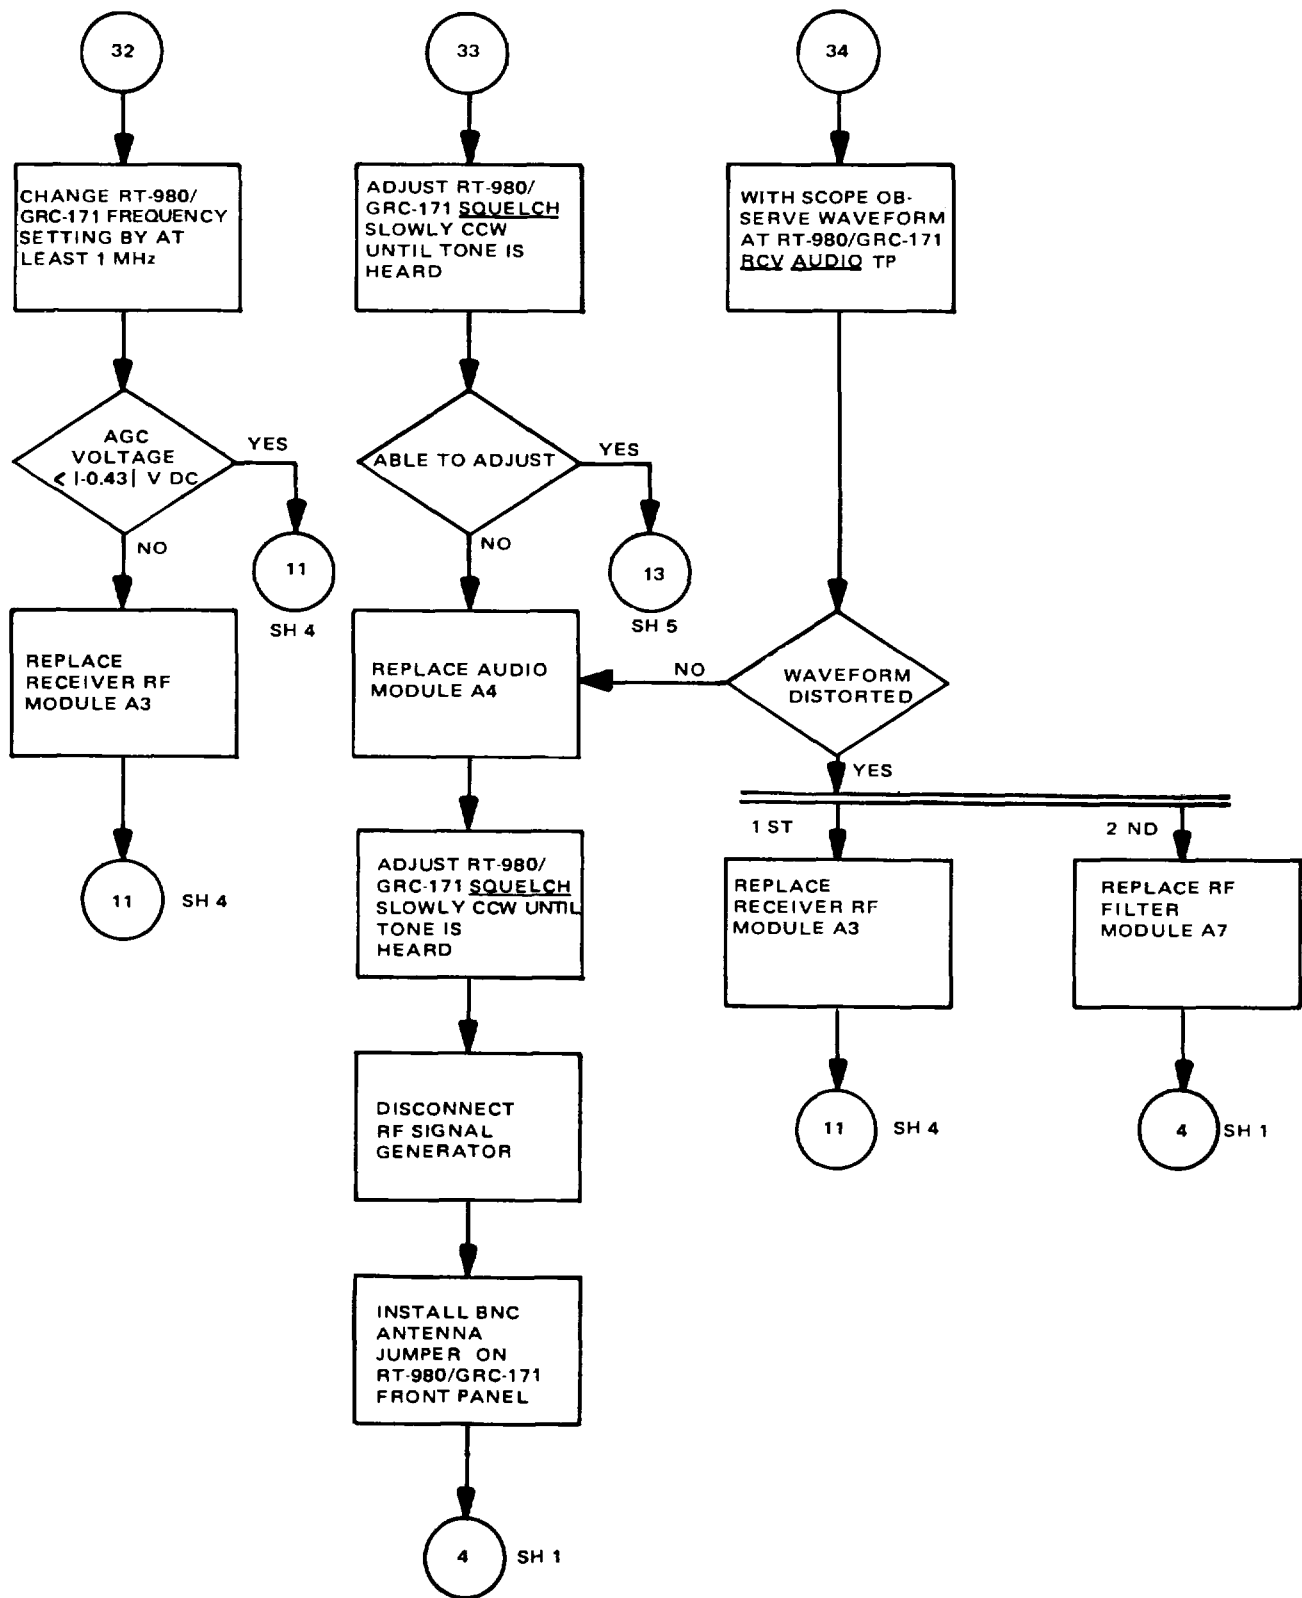 32
CHANGE RT-980/
GRC-171 FREQUENCY
SETTING BY AT
LEAST 1 MHz
AGC
VOLTAGE
< |-0.43| V DC
YES
11
SH 4
NO
REPLACE
RECEIVER RF
MODULE A3
11
SH 4
33
ADJUST RT-980/
GRC-171 SQUELCH
SLOWLY CCW
UNTIL TONE IS
HEARD
ABLE TO ADJUST
YES
13
SH 5
NO
REPLACE AUDIO
MODULE A4
ADJUST RT-980/
GRC-171 SQUELCH
SLOWLY CCW UNTIL
TONE IS
HEARD
DISCONNECT
RF SIGNAL
GENERATOR
INSTALL BNC
ANTENNA
JUMPER ON
RT-980/GRC-171
FRONT PANEL
4
SH 1
34
WITH SCOPE OB-
SERVE WAVEFORM
AT RT-980/GRC-171
RCV AUDIO TP
WAVEFORM
DISTORTED
NO
YES
1 ST
REPLACE
RECEIVER RF
MODULE A3
11
SH 4
2 ND
REPLACE RF
FILTER
MODULE A7
4
SH 1